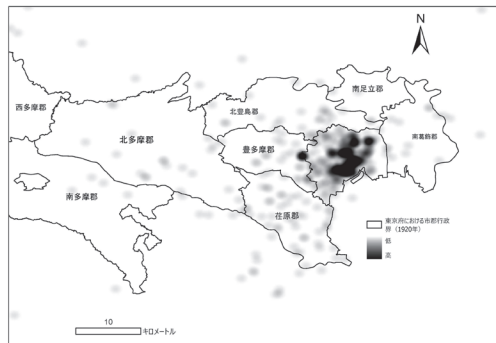 N
南足立郡
西多摩郡
北豊島郡
南葛飾郡
北多摩郡
豊多摩郡
南多摩郡
荏原郡
東京府における市郡行政
界（1920年）
低
高
10
キロメートル